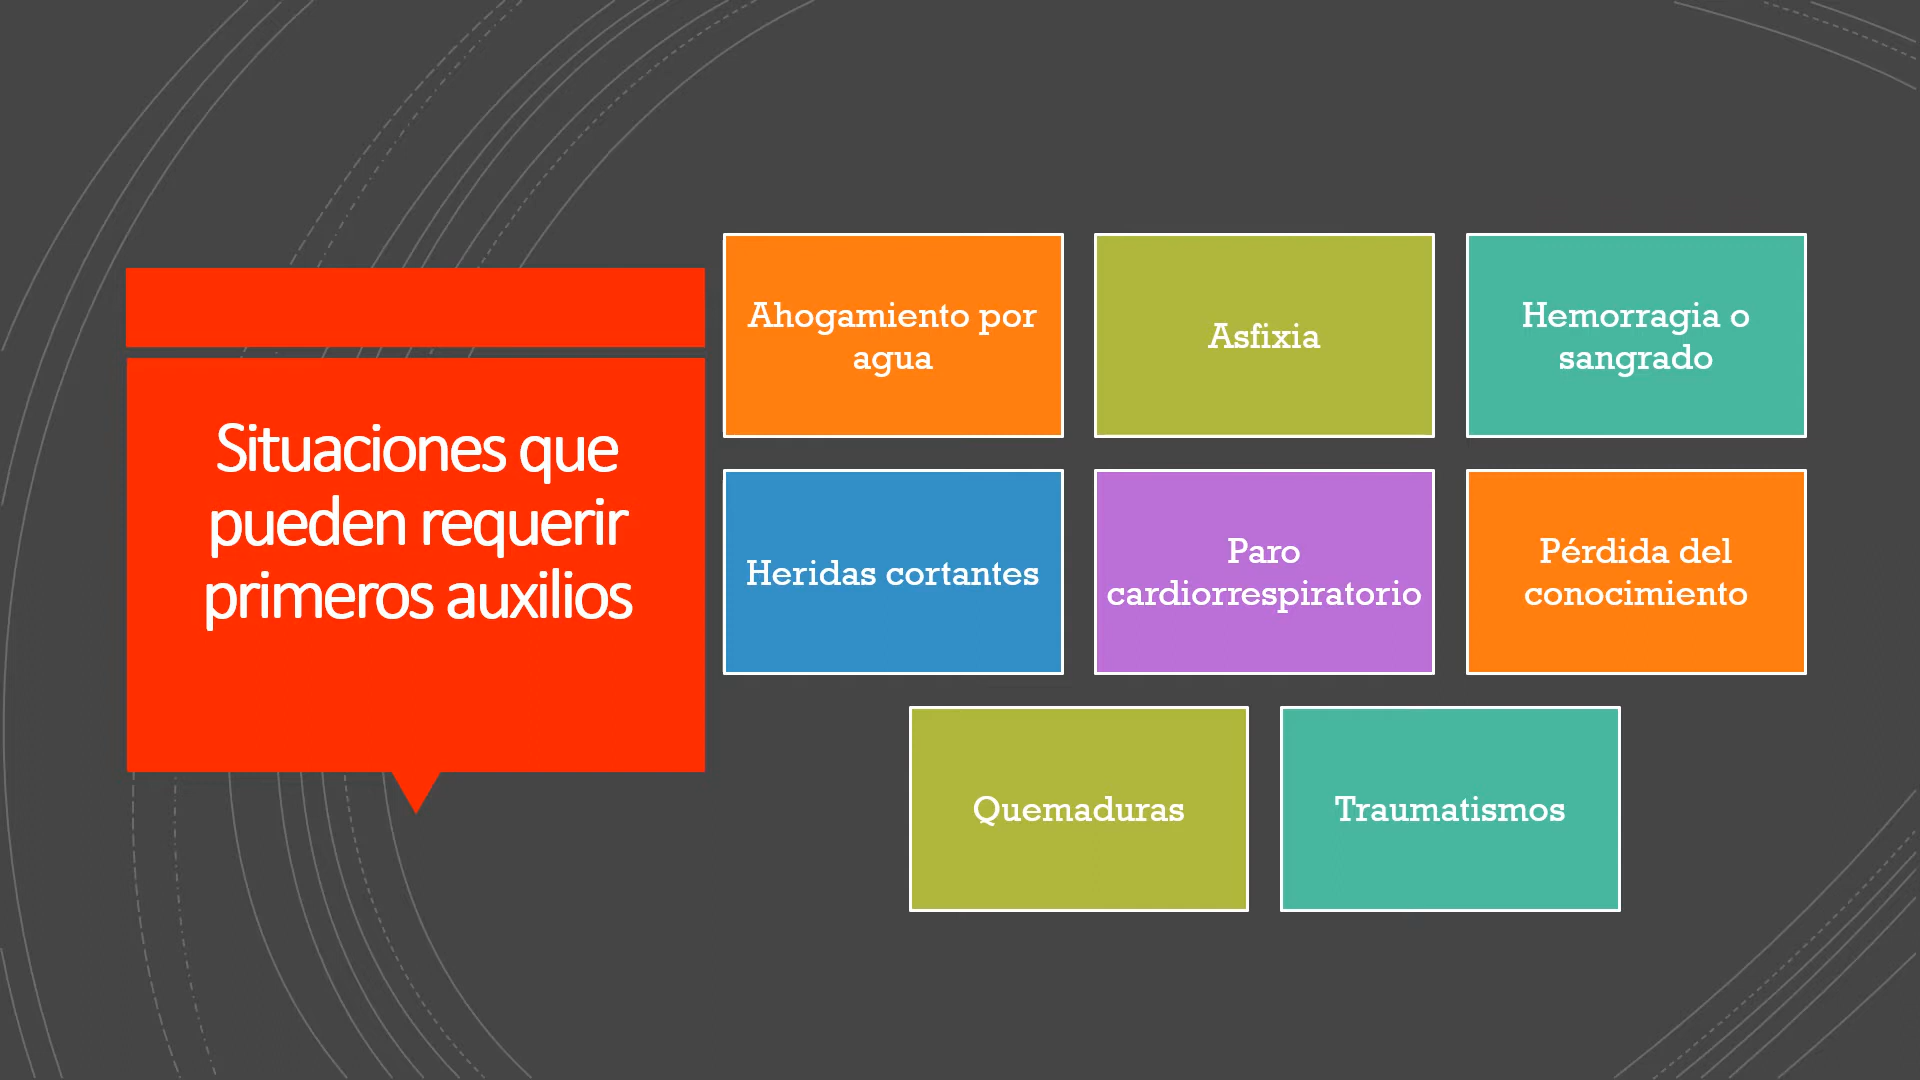 Situaciones que
pueden requerir
primeros auxilios
Ahogamiento por
agua
Asfixia
Hemorragia o
sangrado
Heridas cortantes
Paro
cardiorrespiratorio
Pérdida del
conocimiento
Quemaduras
Traumatismos